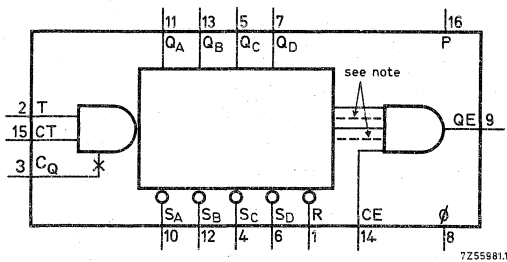 11 13 5 7 16
QA QB QC QD P
see note
2 T
15 CT
3 CQ
QE 9
SA SB SC SD R CE Ø
10 12 4 6 1 14 8
7Z55981.1